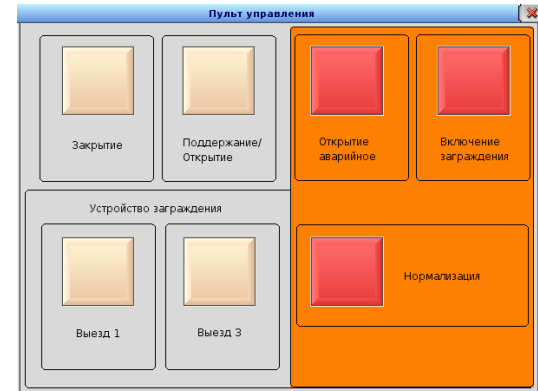 Пульт управления
Закрытие
Поддержание/
Открытие
Открытие
аварийное
Включение
заграждения
Устройство заграждения
Выезд 1
Выезд 3
Нормализация